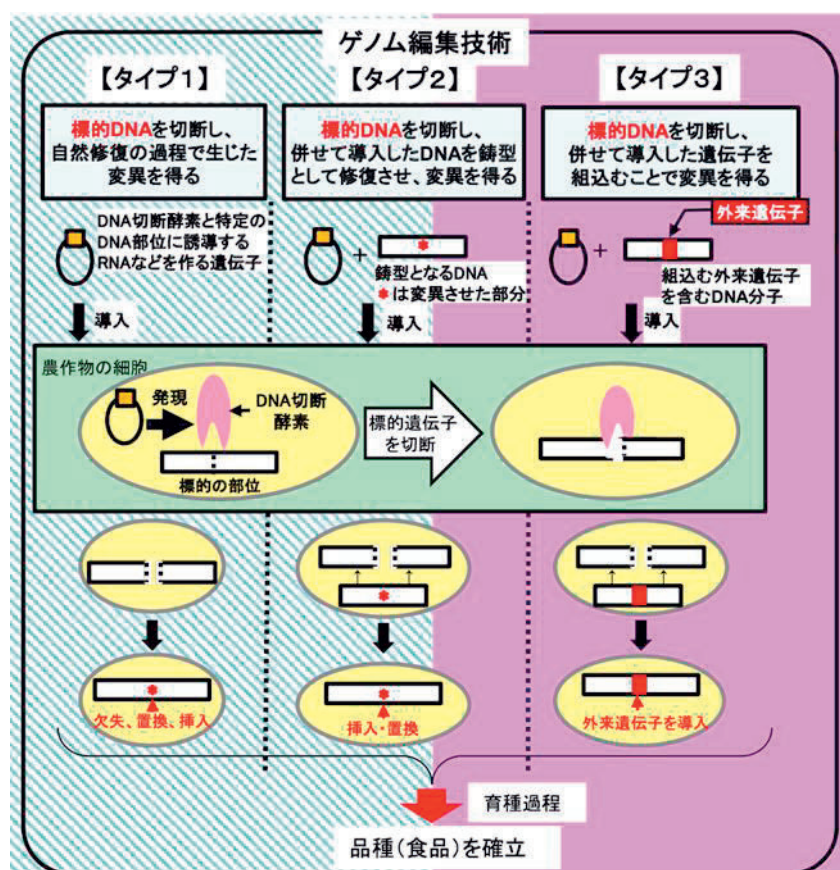 ゲノム編集技術
【タイプ1】
【タイプ2】
【タイプ3】
標的DNAを切断し、
自然修復の過程で生じた
変異を得る
標的DNAを切断し、
併せて導入したDNAを鋳型
として修復させ、変異を得る
標的DNAを切断し、
併せて導入した遺伝子を
組込むことで変異を得る
DNA切断酵素と特定の
DNA部位に誘導する
RNAなどを作る遺伝子
+
*
鋳型となるDNA
*は変異させた部分
外来遺伝子
+
組込む外来遺伝子
を含むDNA分子
導入
導入
導入
農作物の細胞
発現
DNA切断
酵素
標的の部位
標的遺伝子
を切断
*
*
欠失、置換、挿入
*
挿入・置換
外来遺伝子を導入
育種過程
品種(食品)を確立